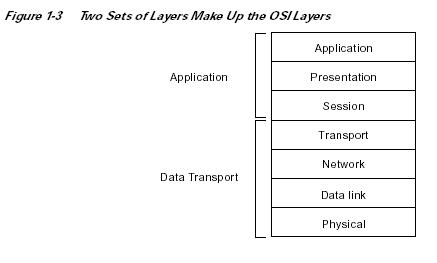 Figure 1-3 Two Sets of Layers Make Up the OSI Layers
Application
Application
Presentation
Session
Data Transport
Transport
Network
Data link
Physical